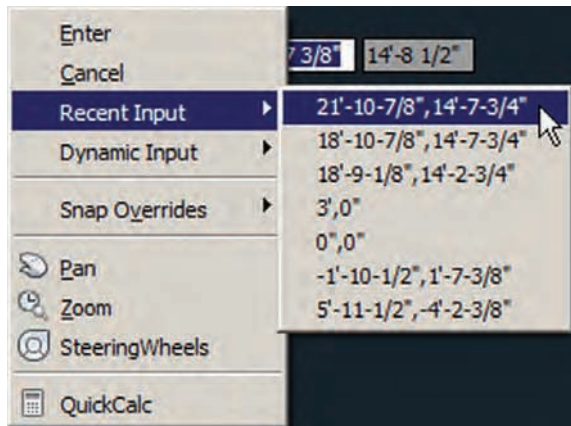 Enter
Cancel
Recent Input
Dynamic Input
Snap Overrides
Pan
Zoom
SteeringWheels
QuickCalc
7 3/8" 14'-8 1/2"
21'-10-7/8",14'-7-3/4"
18'-10-7/8",14'-7-3/4"
18'-9-1/8",14'-2-3/4"
3',0"
0",0"
-1'-10-1/2",1'-7-3/8"
5'-11-1/2",-4'-2-3/8"